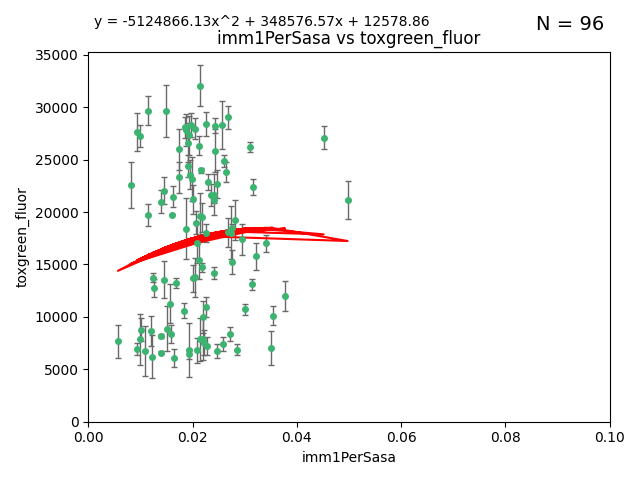 y = -5124866.13x^2 + 348576.57x + 12578.86
N = 96
imm1PerSasa vs toxgreen_fluor
35000
30000
25000
20000
15000
10000
5000
0
toxgreen_fluor
0.00 0.02 0.04 0.06 0.08 0.10
imm1PerSasa